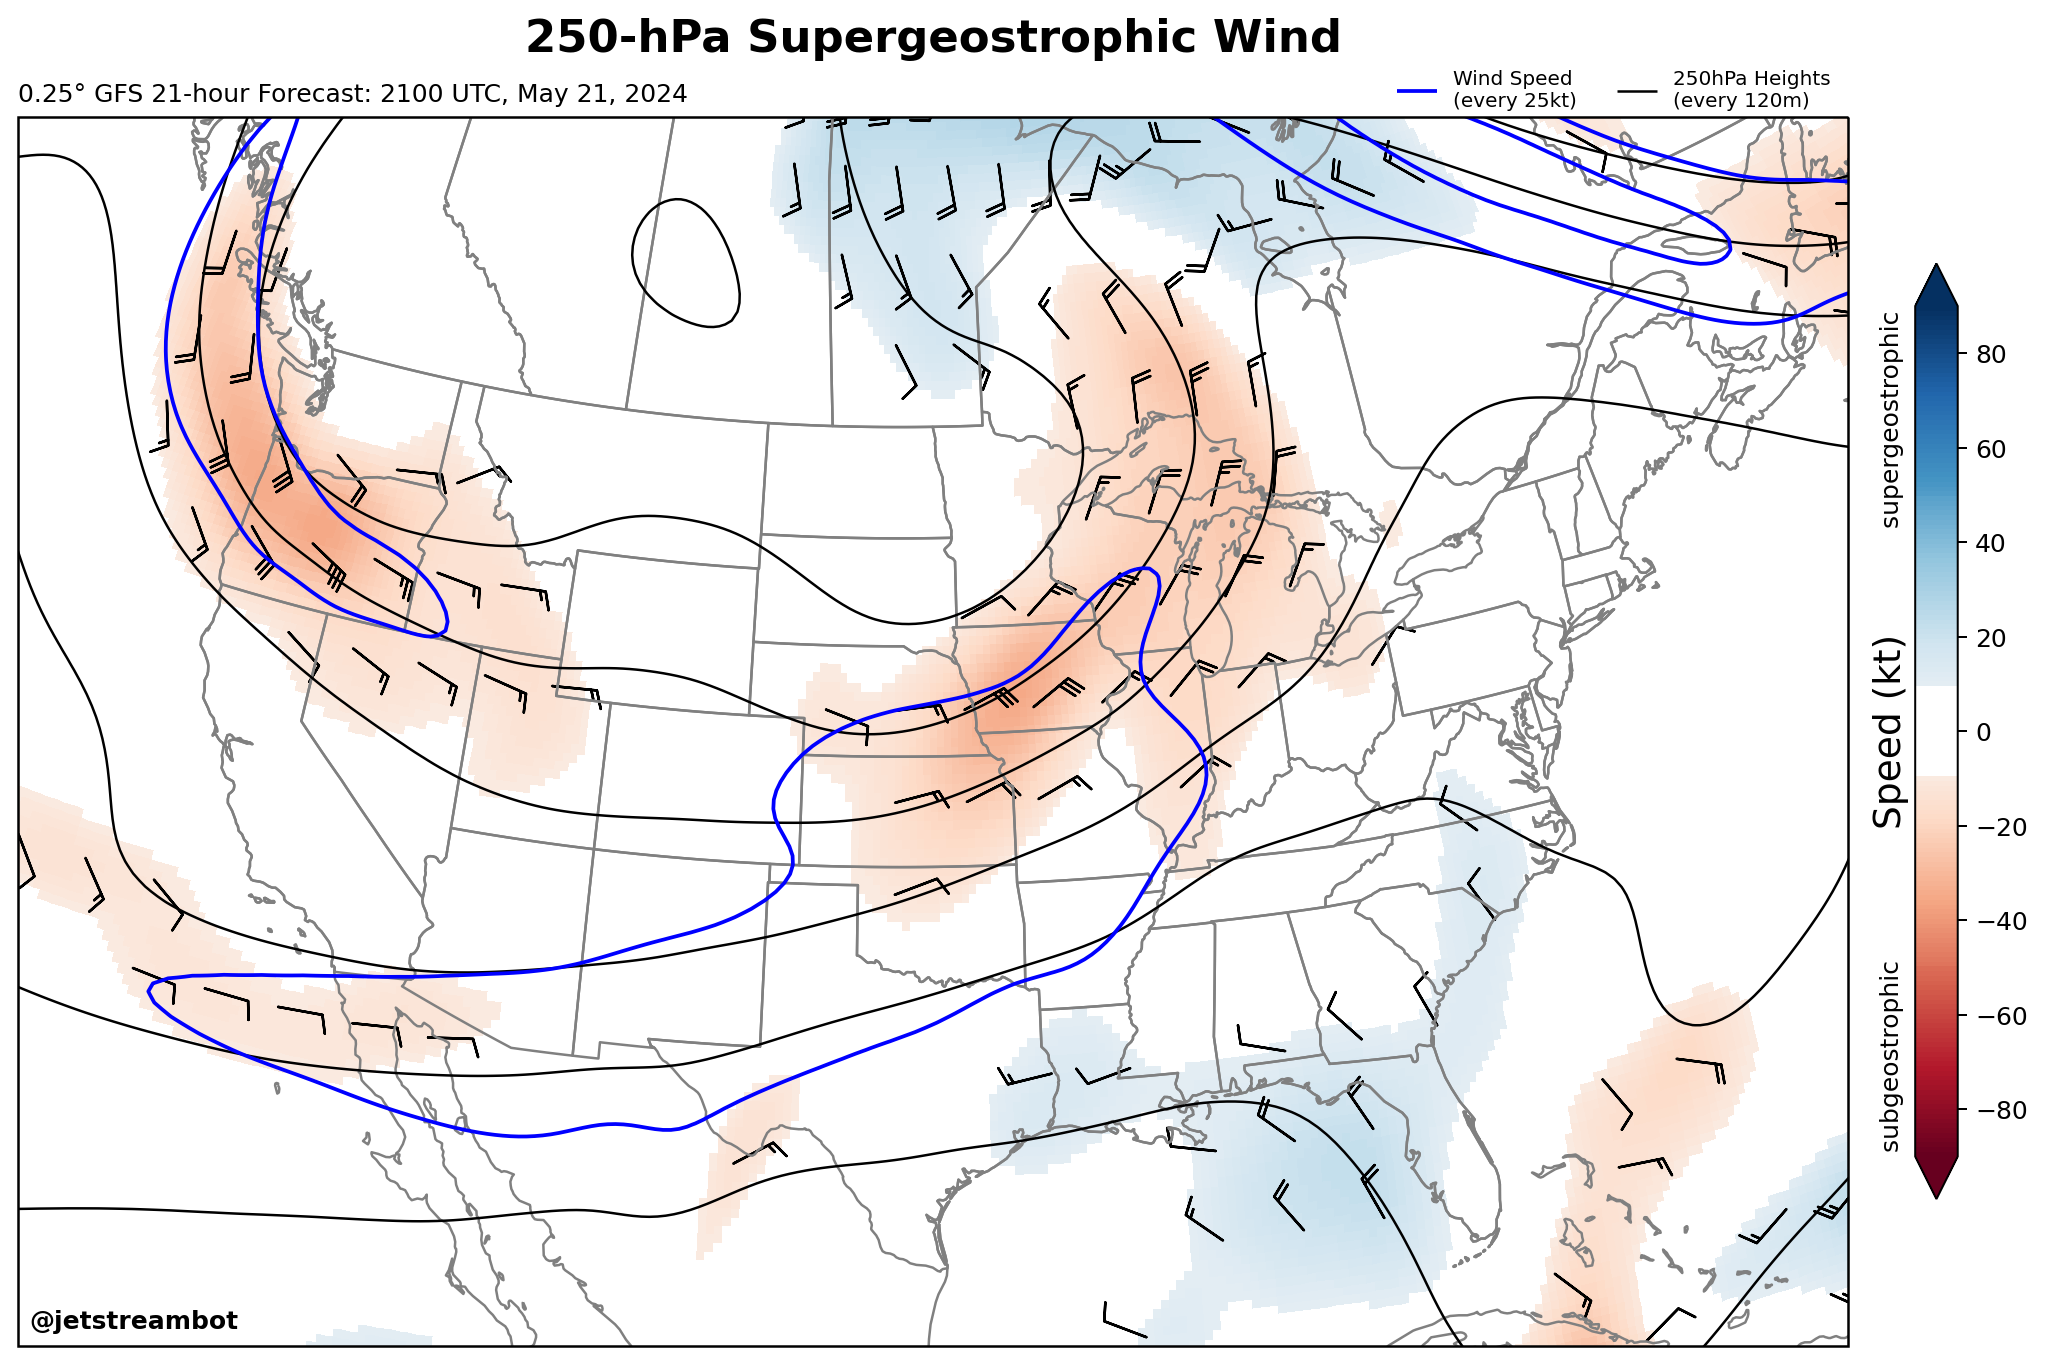 250-hPa Supergeostrophic Wind
0.25° GFS 21-hour Forecast: 2100 UTC, May 21, 2024
Wind Speed
(every 25kt)
250hPa Heights
(every 120m)
supergeostrophic
Speed (kt)
subgeostrophic
80
60
40
20
0
−20
−40
−60
−80
@jetstreambot